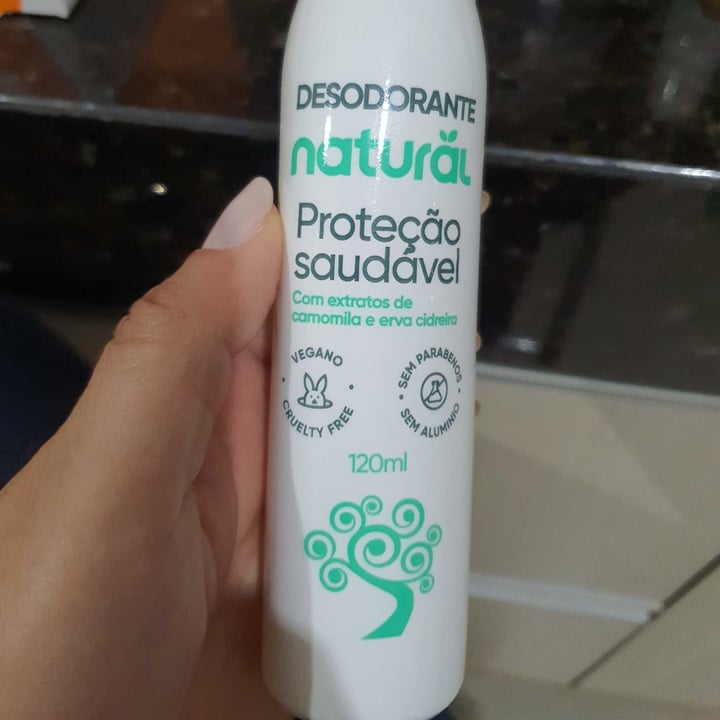 DESODORANTE
natural
Proteção
saudável
Com extratos de
camomila e erva cidreira
VEGANO
CRUELTY FREE
SEM PARABENOS
SEM ALUMÍNIO
120ml